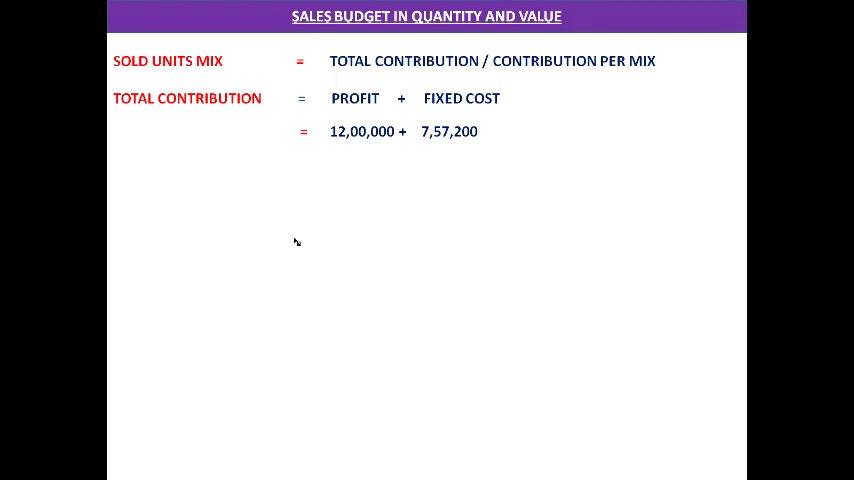 SALES BUDGET IN QUANTITY AND VALUE
SOLD UNITS MIX = TOTAL CONTRIBUTION / CONTRIBUTION PER MIX
TOTAL CONTRIBUTION = PROFIT + FIXED COST
= 12,00,000 + 7,57,200